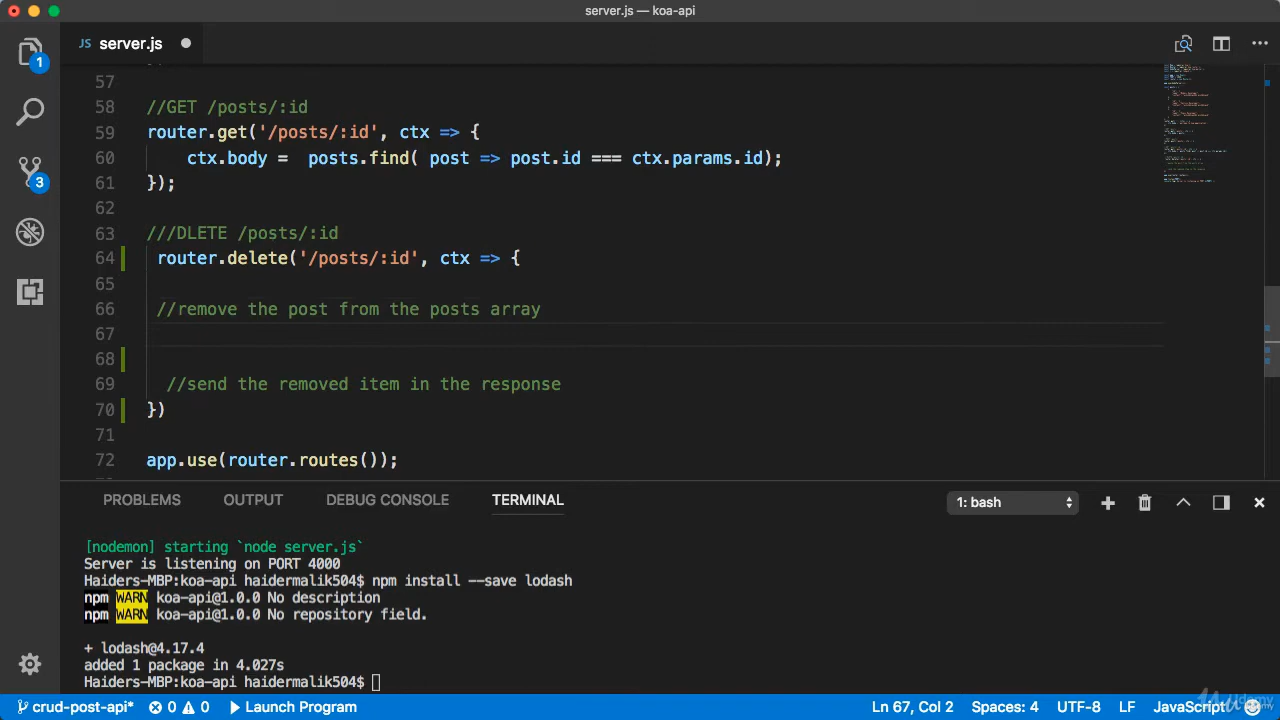 server.js — koa-api
1
JS server.js
57
58 //GET /posts/:id
59 router.get('/posts/:id', ctx => {
60 ctx.body =  posts.find( post => post.id === ctx.params.id);
61 });
62
63 ///DLETE /posts/:id
64 router.delete('/posts/:id', ctx => {
65
66 //remove the post from the posts array
67
68
69 //send the removed item in the response
70 })
71
72 app.use(router.routes());
3
PROBLEMS OUTPUT DEBUG CONSOLE TERMINAL 1: bash
[nodemon] starting `node server.js`
Server is listening on PORT 4000
Haiders-MBP:koa-api haidermalik504$ npm install --save lodash
npm WARN koa-api@1.0.0 No description
npm WARN koa-api@1.0.0 No repository field.
+ lodash@4.17.4
added 1 package in 4.027s
Haiders-MBP:koa-api haidermalik504$
crud-post-api* 0 0 Launch Program Ln 67, Col 2 Spaces: 4 UTF-8 LF JavaScript
Udemy